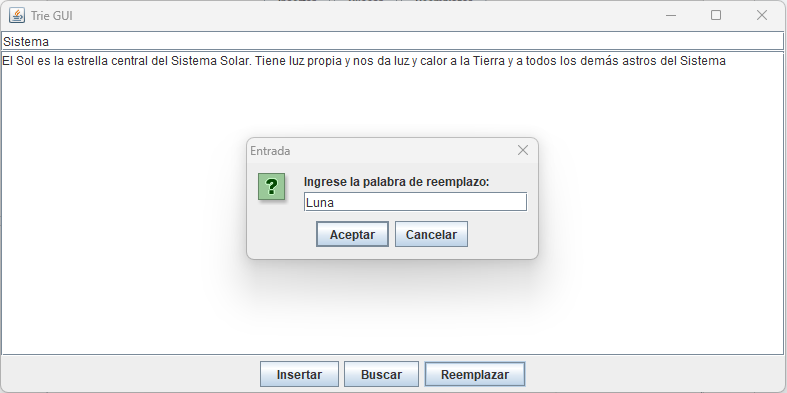 Trie GUI
Sistema
El Sol es la estrella central del Sistema Solar. Tiene luz propia y nos da luz y calor a la Tierra y a todos los demás astros del Sistema
Entrada
?
Ingrese la palabra de reemplazo:
Luna
Aceptar Cancelar
Insertar Buscar Reemplazar